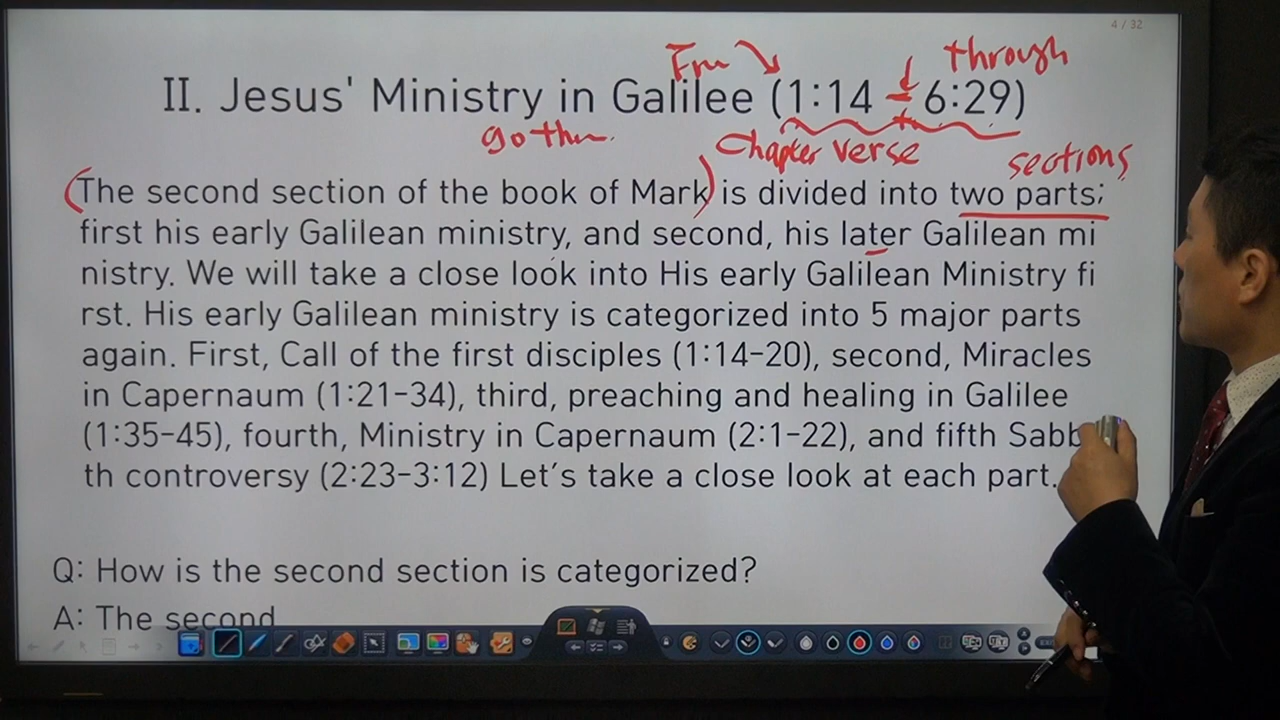 4 / 32
through
II. Jesus' Ministry in Galilee (1:14 - 6:29)
Chapter verse
sections
(The second section of the book of Mark) is divided into two parts;
first his early Galilean ministry, and second, his later Galilean mi
nistry. We will take a close look into His early Galilean Ministry fi
rst. His early Galilean ministry is categorized into 5 major parts
again. First, Call of the first disciples (1:14-20), second, Miracles
in Capernaum (1:21-34), third, preaching and healing in Galilee
(1:35-45), fourth, Ministry in Capernaum (2:1-22), and fifth Sabb
th controversy (2:23-3:12) Let's take a close look at each part.
Q: How is the second section is categorized?
A: The second